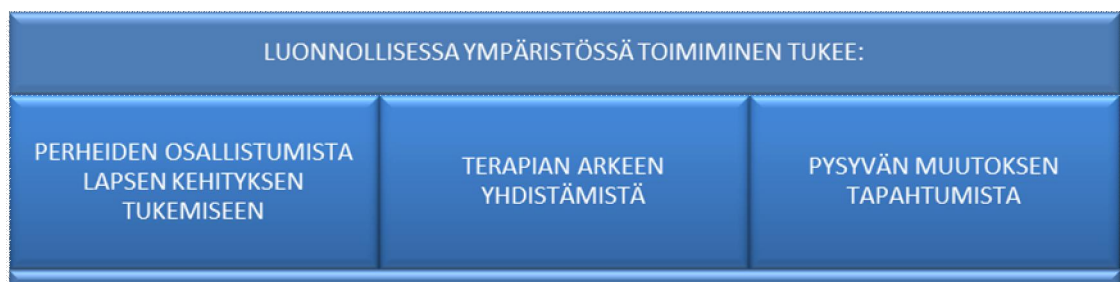 LUONNOLLISESSA YMPÄRISTÖSSÄ TOIMIMINEN TUKEE:
PERHEIDEN OSALLISTUMISTA
LAPSEN KEHITYKSEN
TUKEMISEEN
TERAPIAN ARKEEN
YHDISTÄMISTÄ
PYSYVÄN MUUTOKSEN
TAPAHTUMISTA